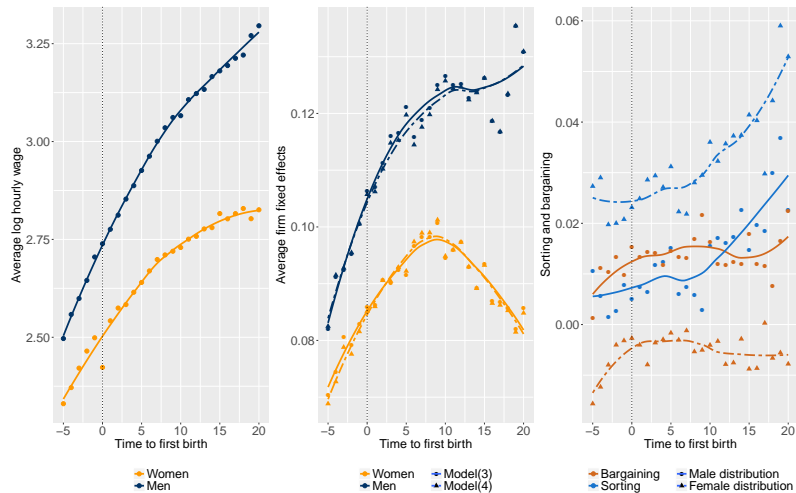 Average log hourly wage
3.25
3.00
2.75
2.50
−5 0 5 10 15 20
Time to first birth
Women
Men
Average firm fixed effects
0.12
0.10
0.08
−5 0 5 10 15 20
Time to first birth
Women Model(3)
Men Model(4)
Sorting and bargaining
0.06
0.04
0.02
0.00
−5 0 5 10 15 20
Time to first birth
Bargaining Male distribution
Sorting Female distribution